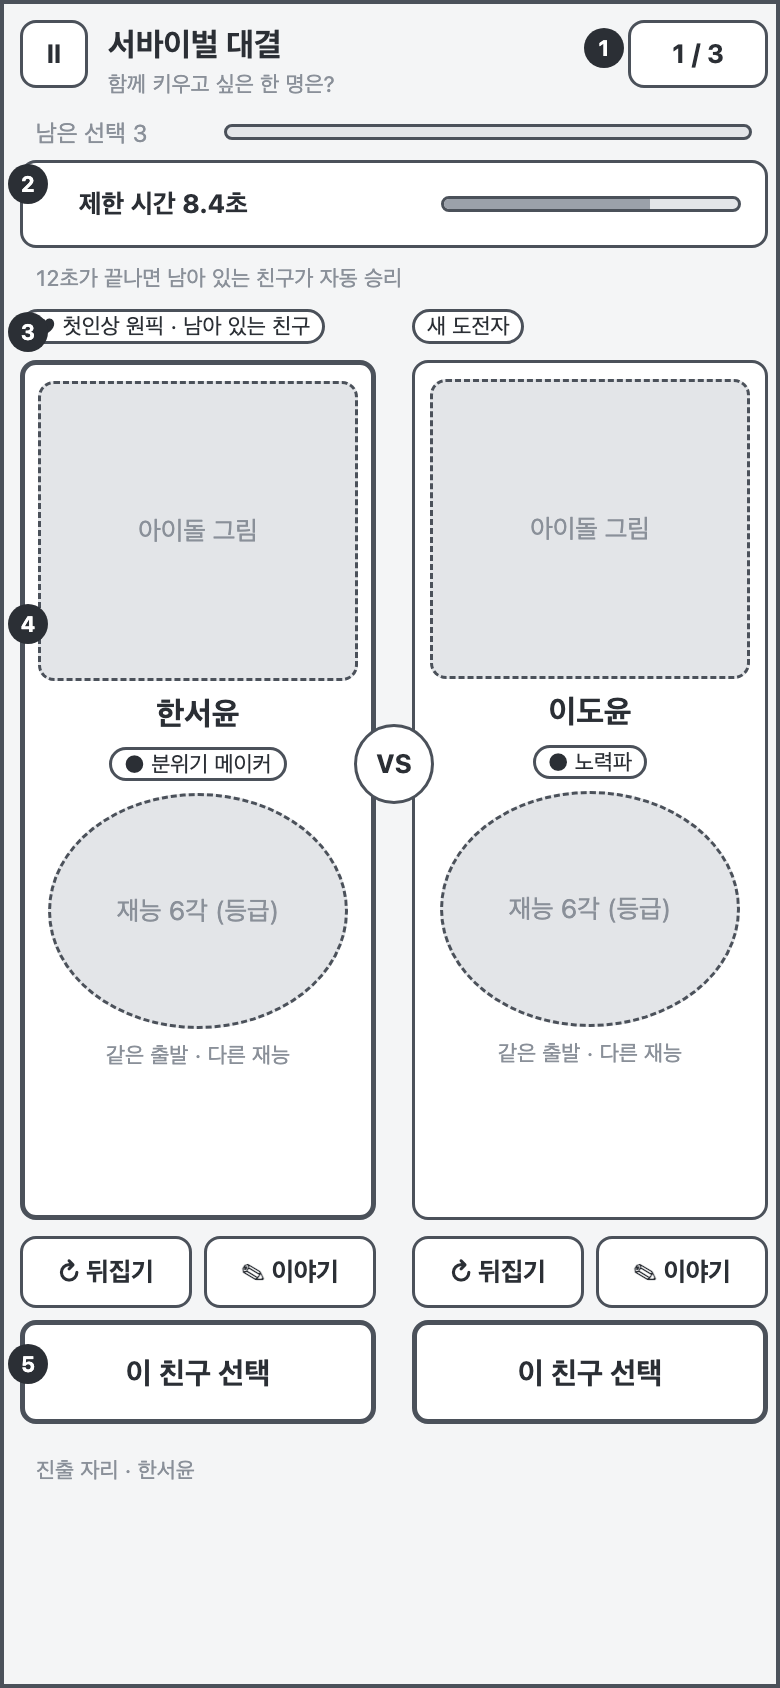 II
서바이벌 대결
함께 키우고 싶은 한 명은?
1
1 / 3
남은 선택 3
2
제한 시간 8.4초
12초가 끝나면 남아 있는 친구가 자동 승리
3
♥ 첫인상 원픽 · 남아 있는 친구
새 도전자
아이돌 그림
아이돌 그림
4
한서윤
이도윤
● 분위기 메이커
VS
● 노력파
재능 6각 (등급)
재능 6각 (등급)
같은 출발 · 다른 재능
같은 출발 · 다른 재능
↻ 뒤집기
✎ 이야기
↻ 뒤집기
✎ 이야기
5
이 친구 선택
이 친구 선택
진출 자리 · 한서윤